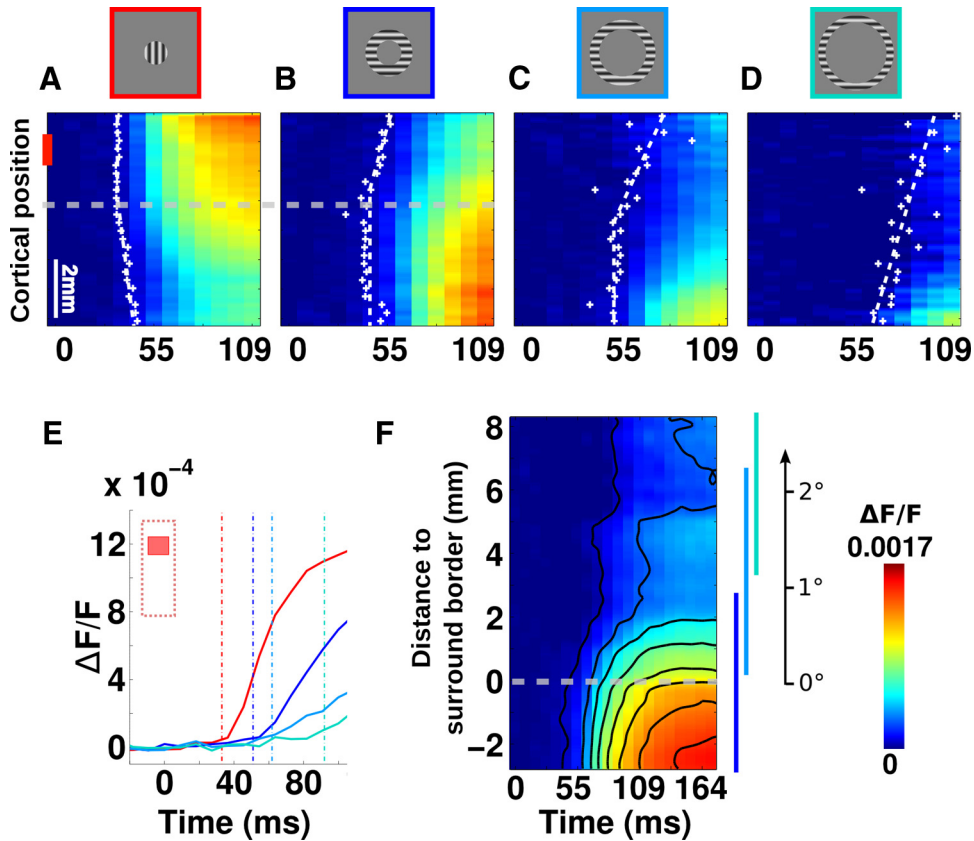 A
B
C
D
Cortical position
2mm
0 55 109
0 55 109
0 55 109
0 55 109
E
x 10⁻⁴
12
8
4
0
ΔF/F
0 40 80
Time (ms)
F
8
6
4
2
0
−2
Distance to
surround border (mm)
0 55 109 164
Time (ms)
2°
1°
0°
ΔF/F
0.0017
0